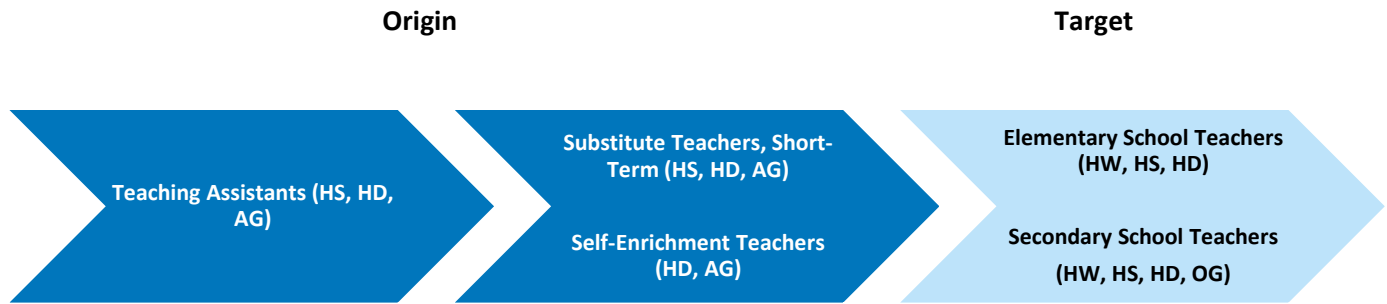 Origin
Target
Teaching Assistants (HS, HD,
AG)
Substitute Teachers, Short-
Term (HS, HD, AG)
Self-Enrichment Teachers
(HD, AG)
Elementary School Teachers
(HW, HS, HD)
Secondary School Teachers
(HW, HS, HD, OG)